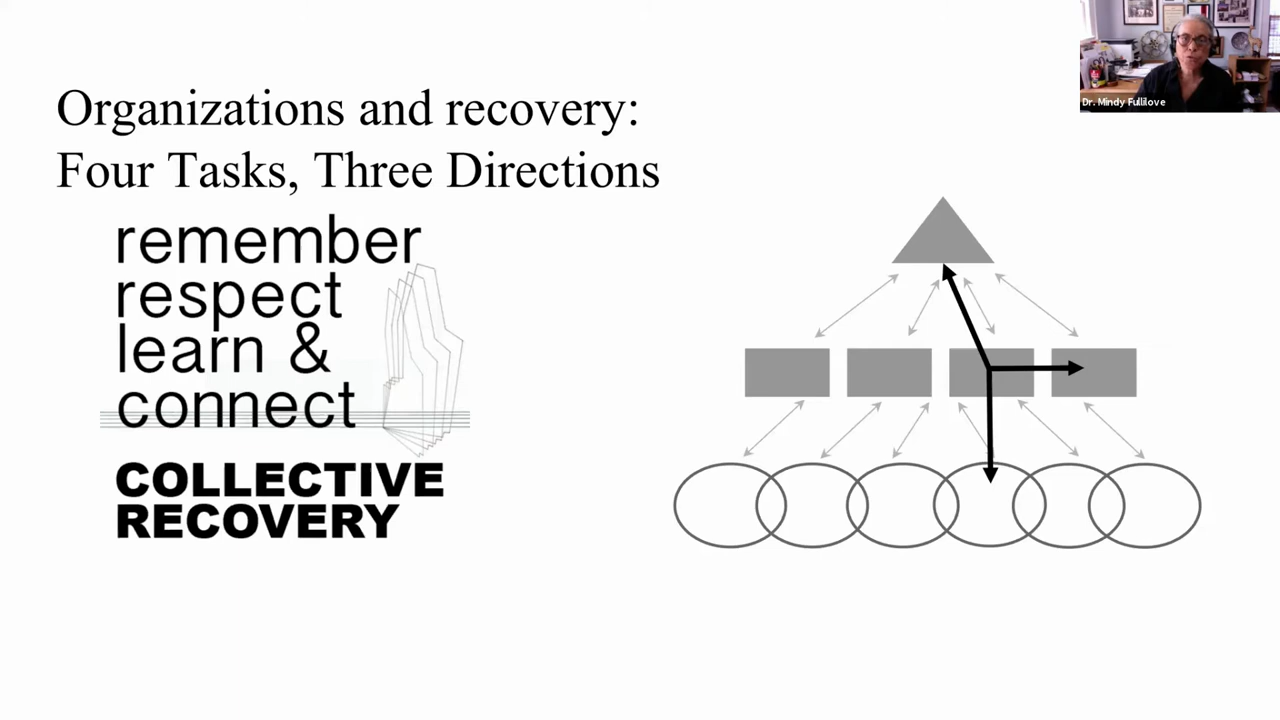 Organizations and recovery:
Four Tasks, Three Directions
remember
respect
learn &
connect
COLLECTIVE
RECOVERY
Dr. Mindy Fullilove